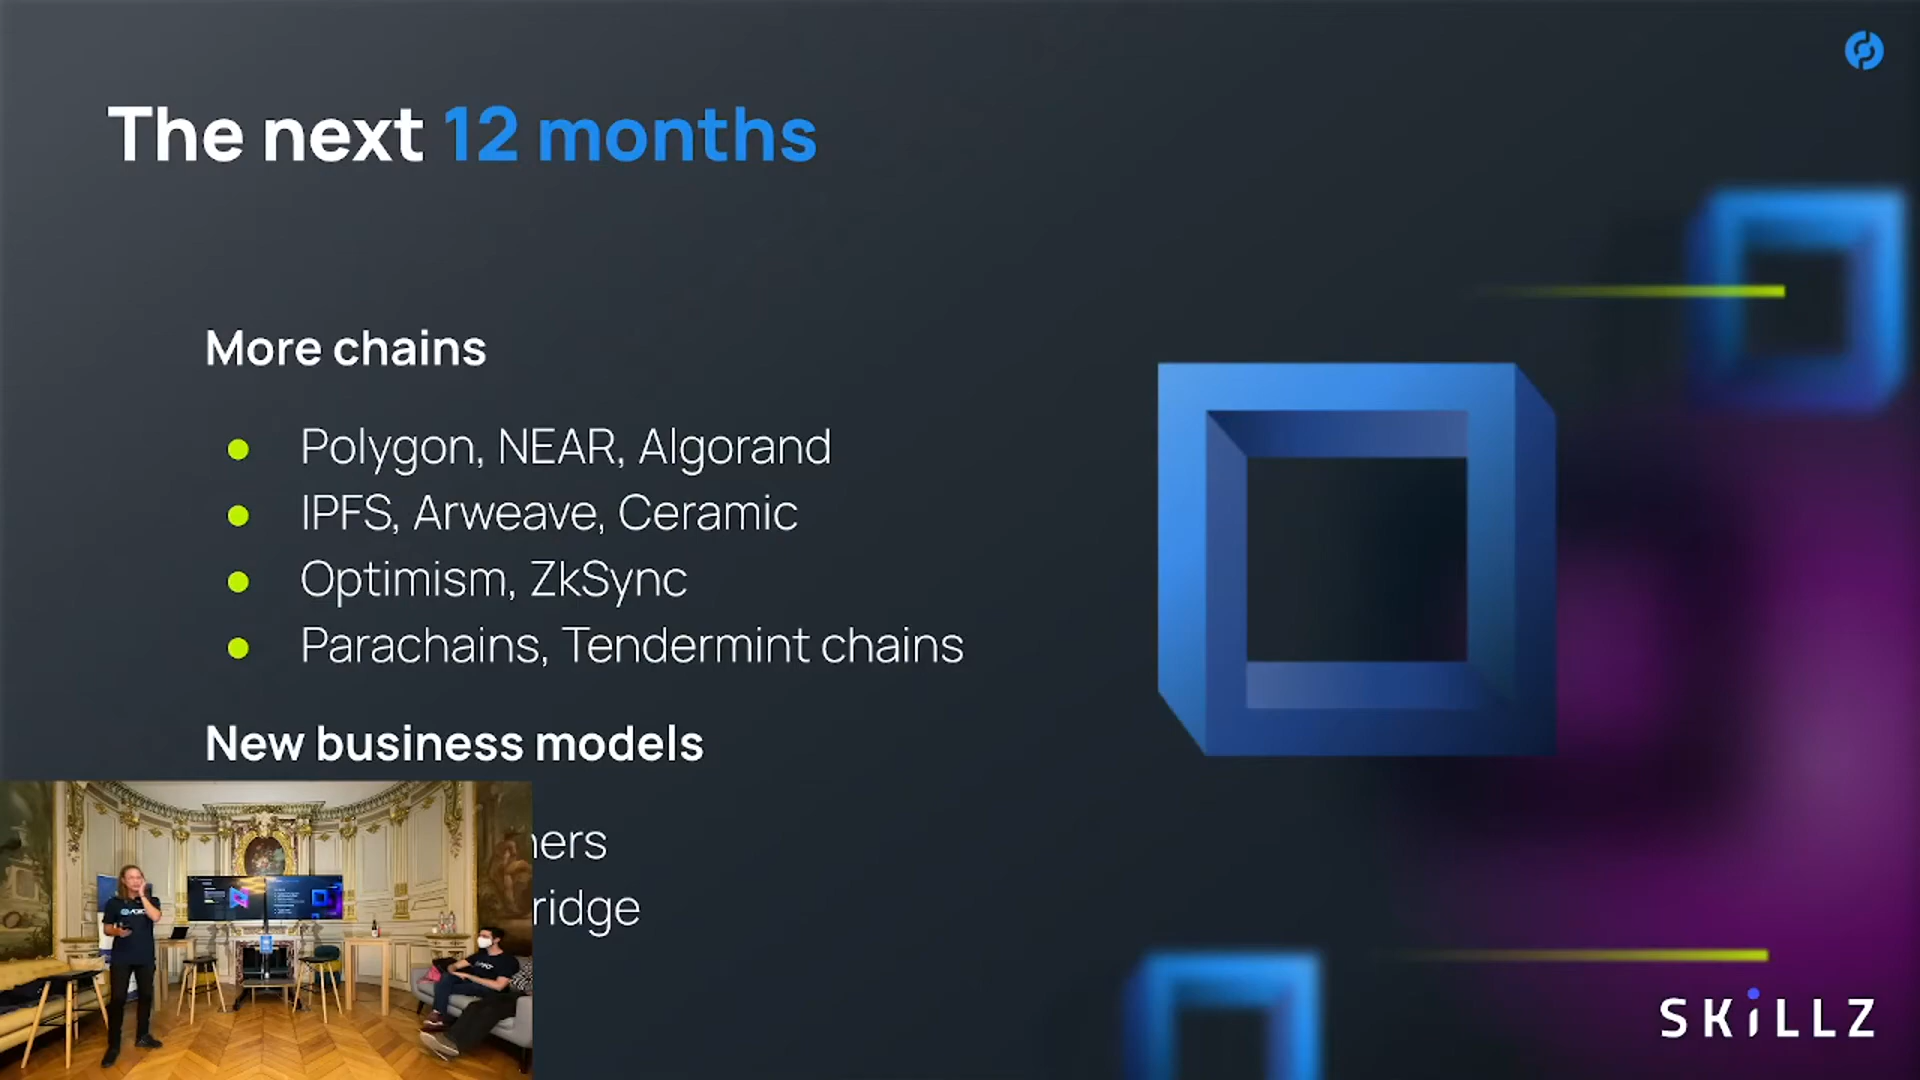 The next 12 months
More chains
Polygon, NEAR, Algorand
IPFS, Arweave, Ceramic
Optimism, ZkSync
Parachains, Tendermint chains
New business models
SKiLLZ